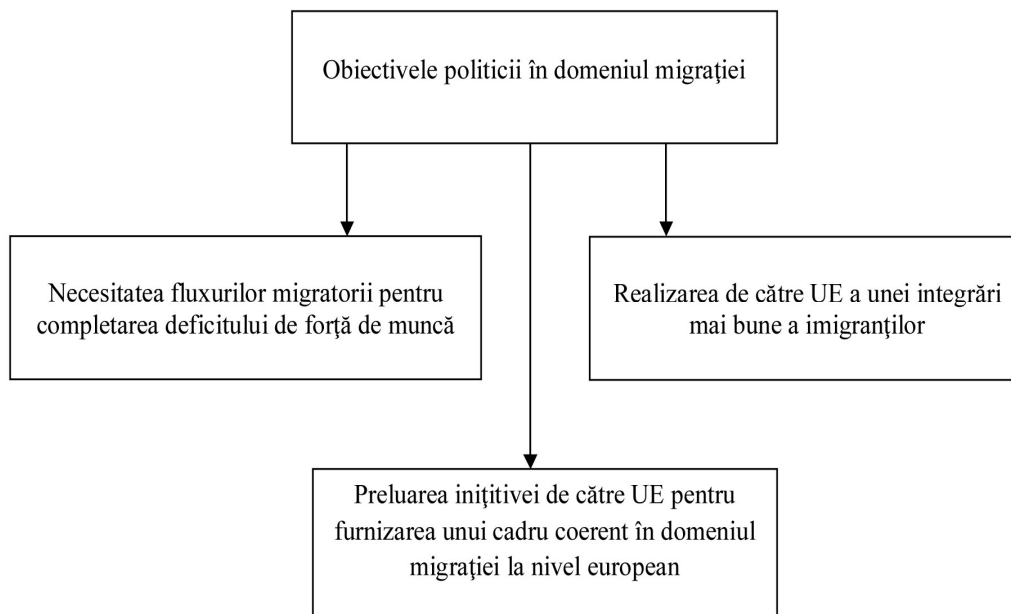 Obiectivele politicii în domeniul migraţiei
Necesitatea fluxurilor migratorii pentru
completarea deficitului de forţă de muncă
Realizarea de către UE a unei integrări
mai bune a imigranţilor
Preluarea iniţitivei de către UE pentru
furnizarea unui cadru coerent în domeniul
migraţiei la nivel european